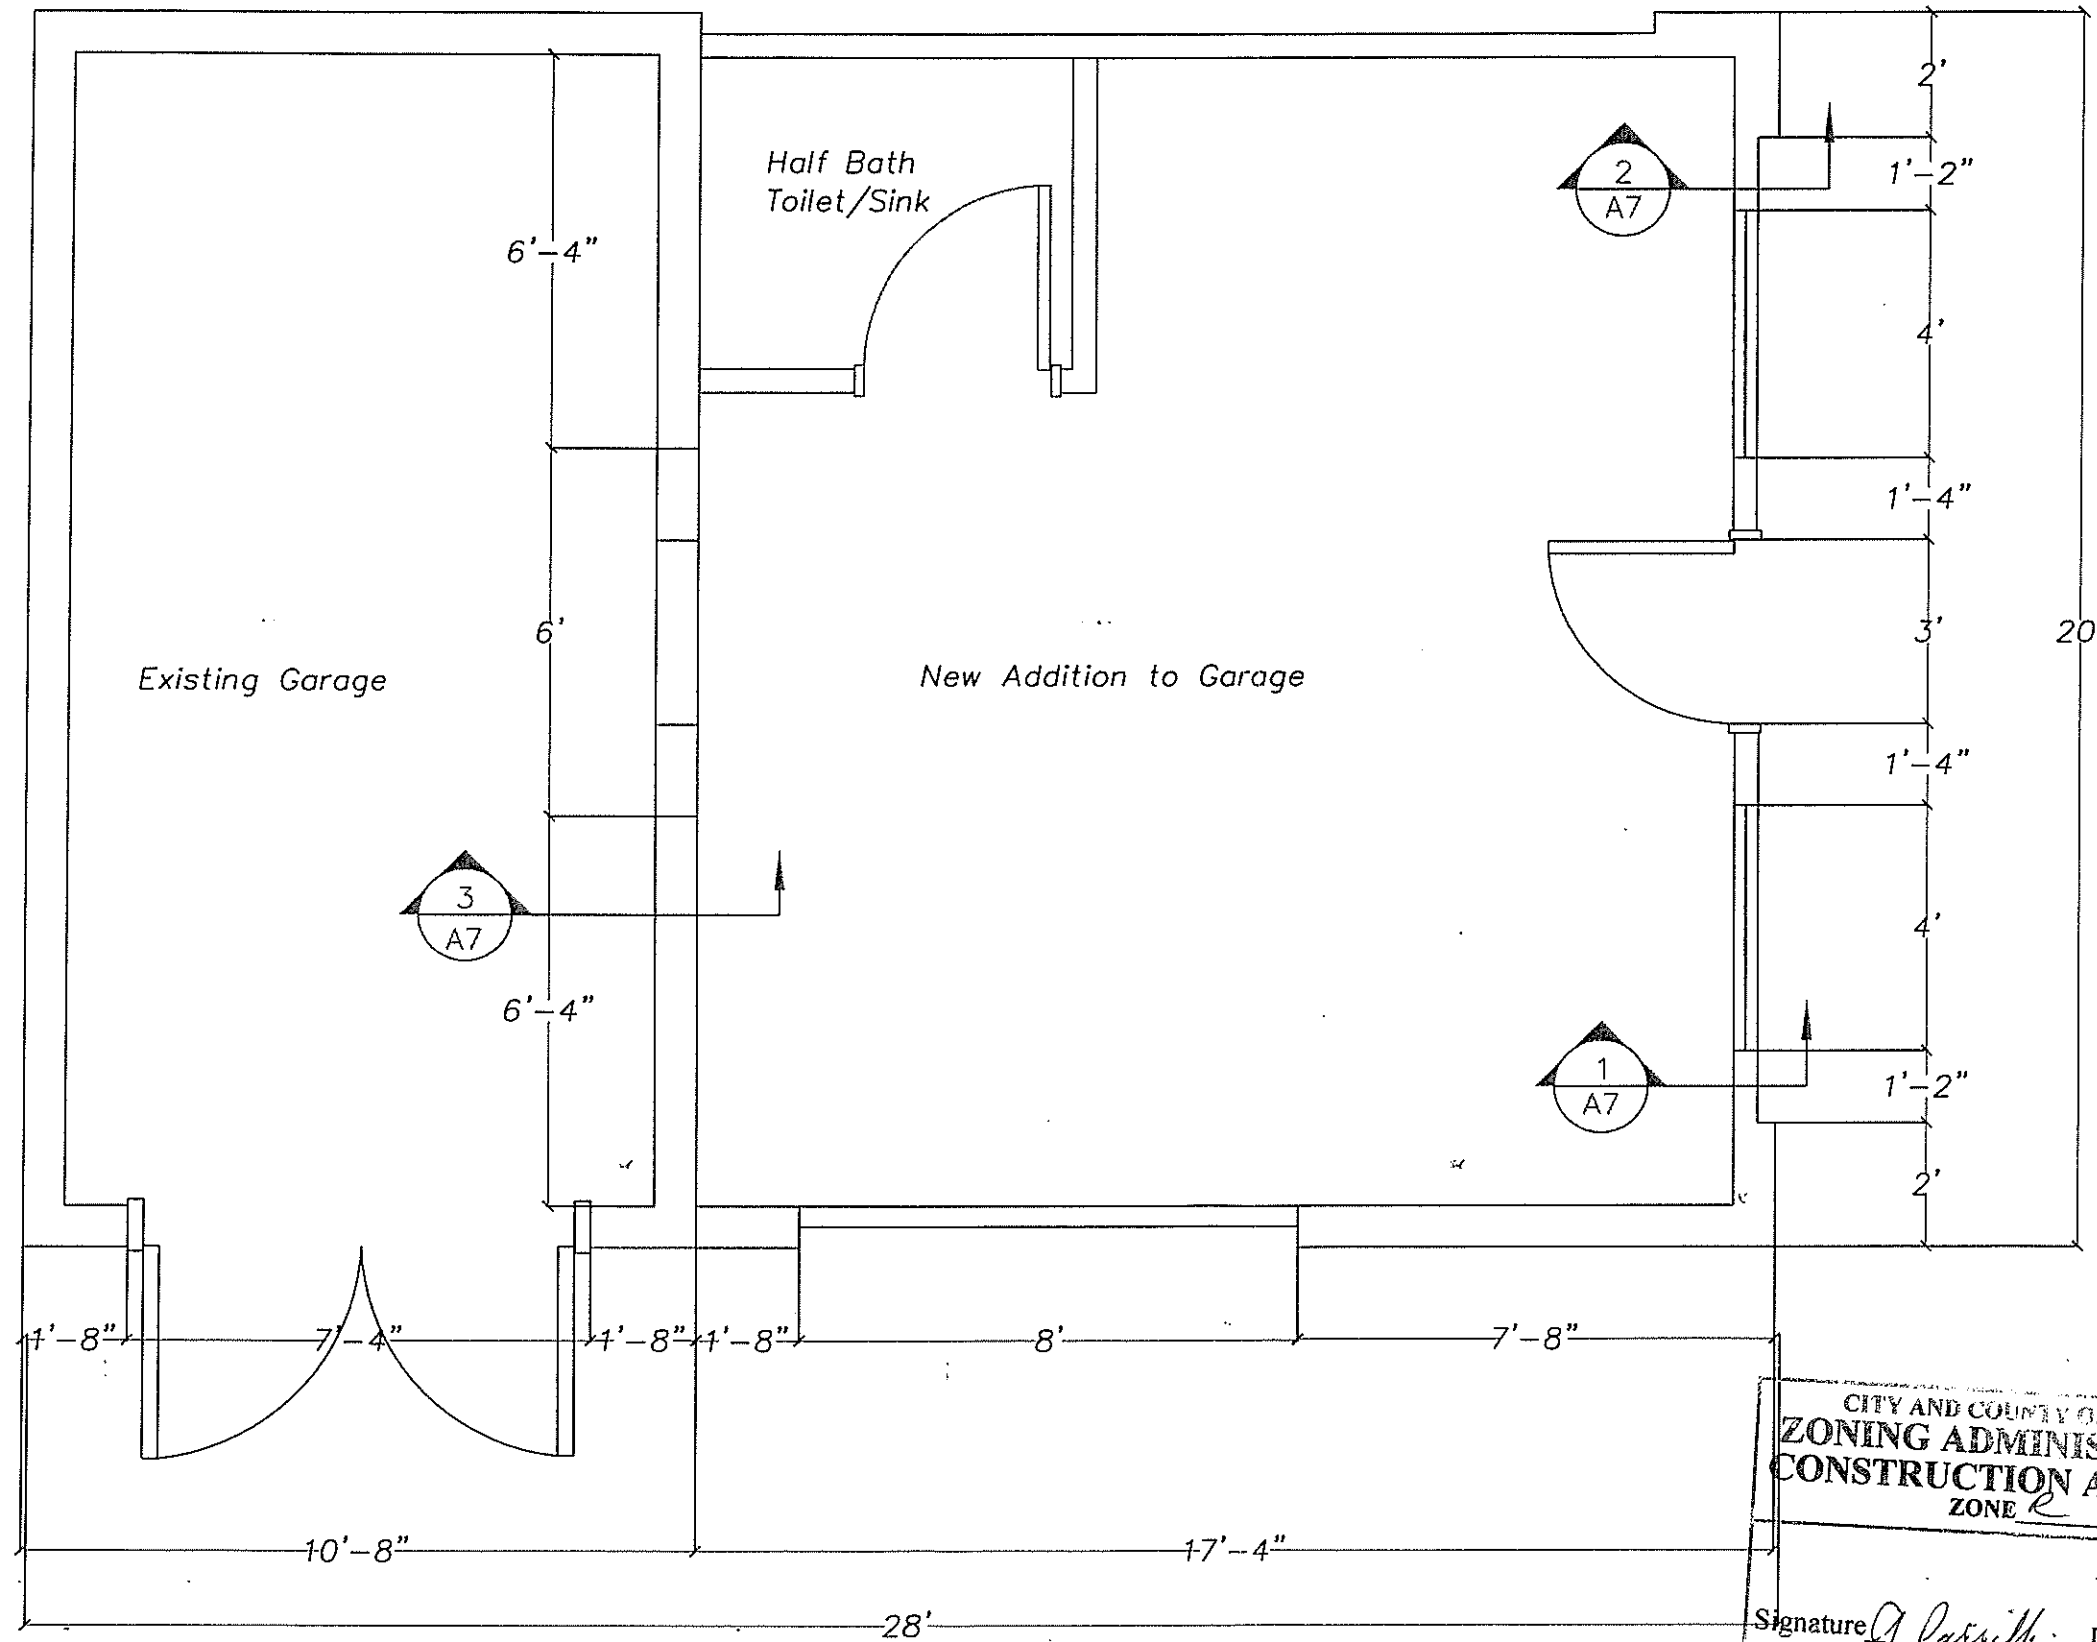 2'
Half Bath
Toilet/Sink
2
A7
1'-2"
6'-4"
4'
1'-4"
6'
3'
20
Existing Garage
New Addition to Garage
1'-4"
3
A7
4'
6'-4"
1
A7
1'-2"
2'
1'-8"
7'-4"
1'-8"
1'-8"
8'
7'-8"
CITY AND COUNTY
ZONING ADMINIS
CONSTRUCTION A
ZONE R
10'-8"
17'-4"
28'
Signature